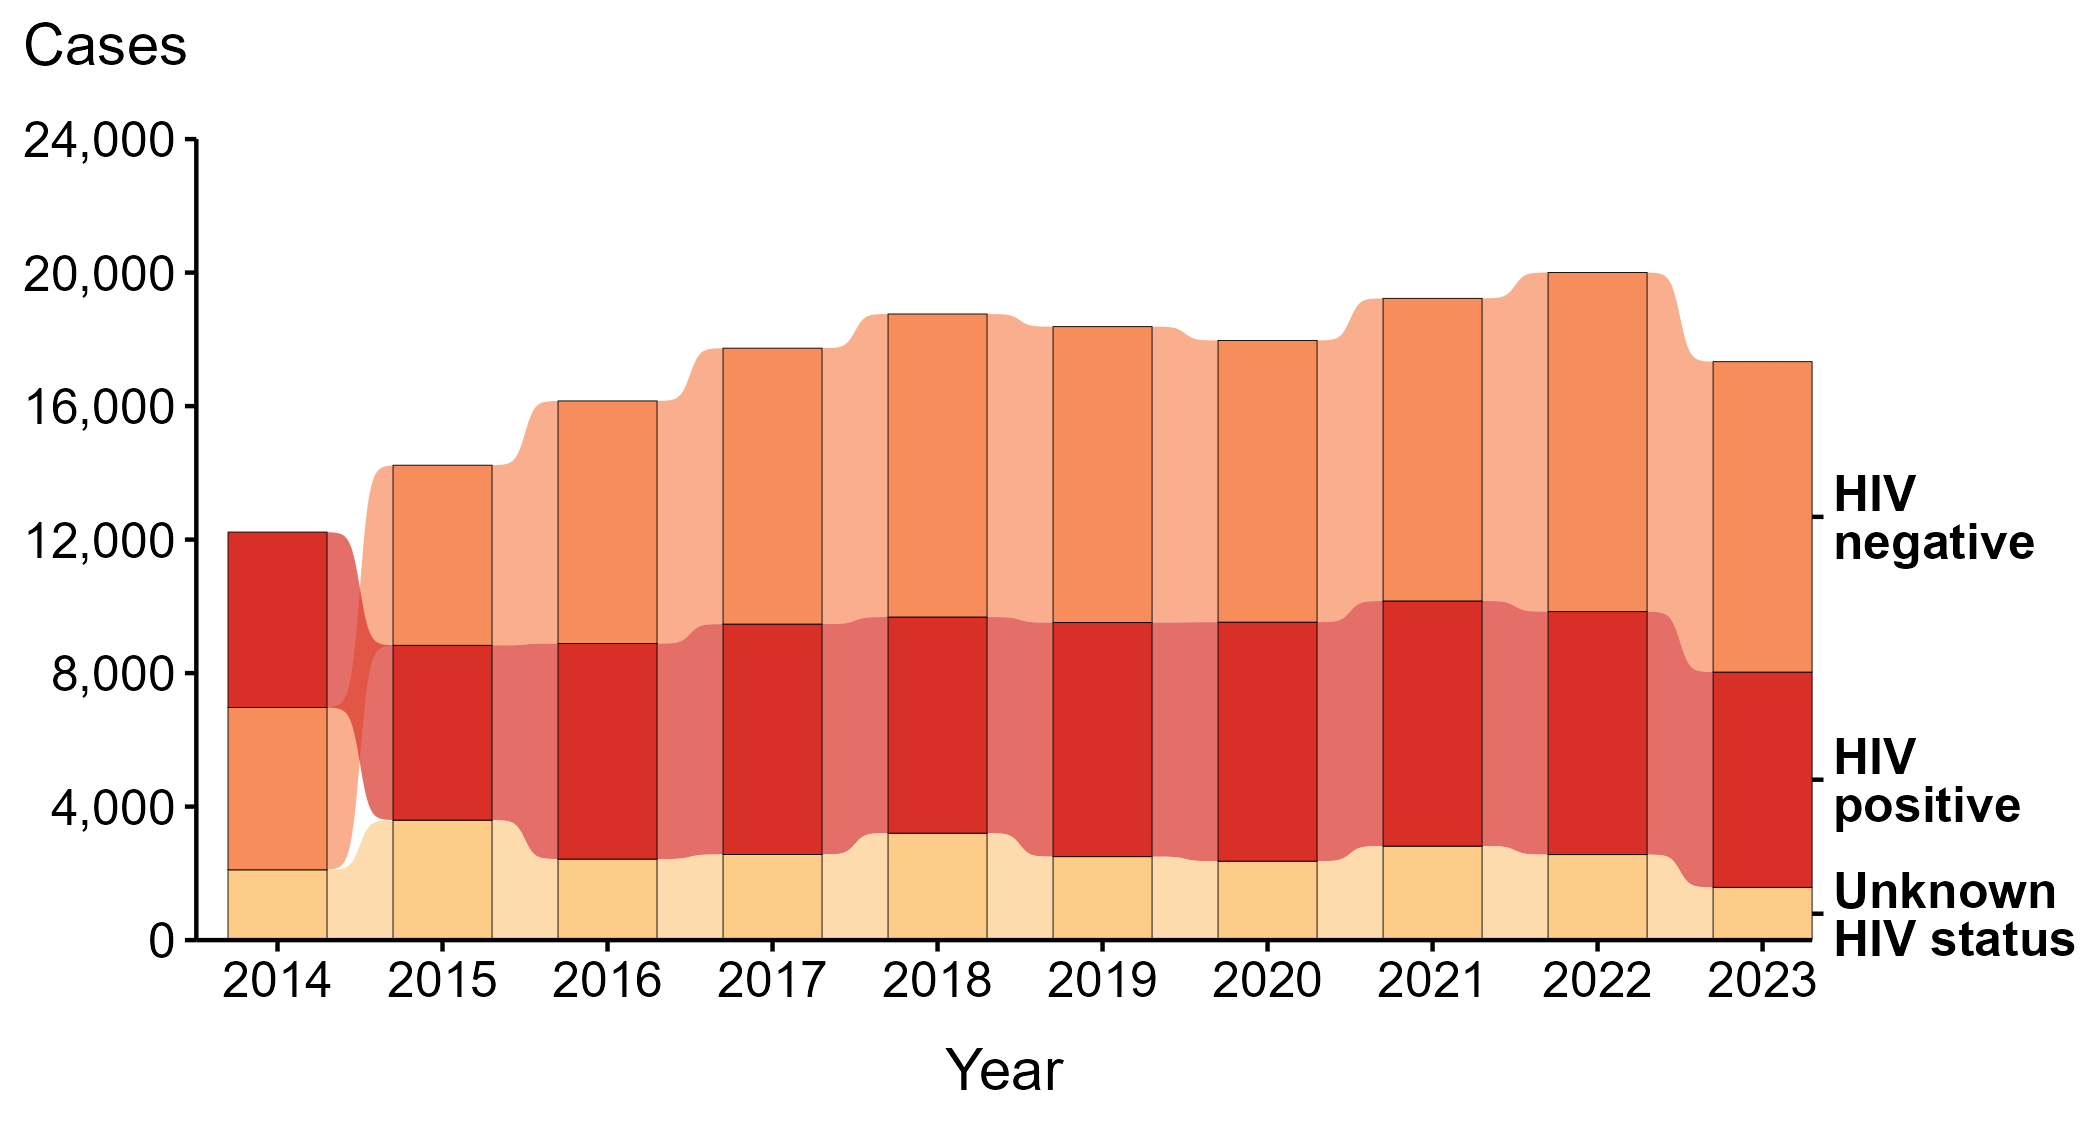 Cases
24,000
20,000
16,000
12,000
8,000
4,000
0
HIV
negative
HIV
positive
Unknown
HIV status
2014 2015 2016 2017 2018 2019 2020 2021 2022 2023
Year